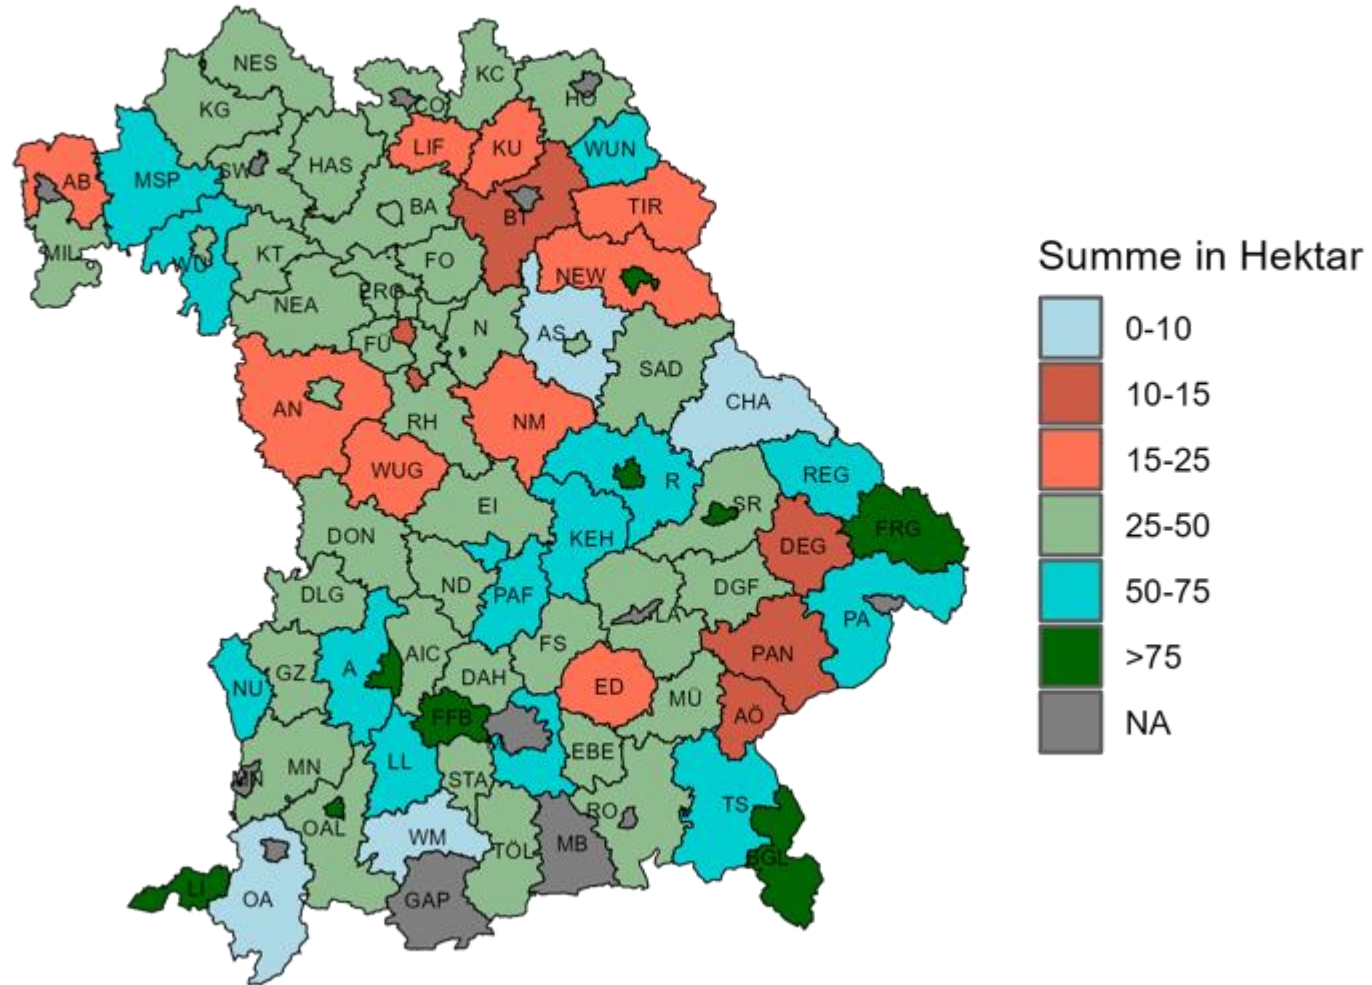 NES
KC
KG
CO
HO
LIF
KU
WUN
SW
HAS
AB
MSP
BA
BT
TIR
MIL
WÜ
KT
FO
NEW
NEA
ERG
N
AS
FÜ
SAD
AN
RH
NM
CHA
WUG
R
REG
EI
SR
DON
KEH
FRG
DEG
DLG
ND
PAF
DGF
LA
PA
AIC
FS
PAN
NU
GZ
A
DAH
ED
MÜ
AÖ
FFB
LL
EBE
MN
MN
STA
TS
RO
OAL
WM
TÖL
MB
BGL
LI
OA
GAP
Summe in Hektar
0-10
10-15
15-25
25-50
50-75
>75
NA